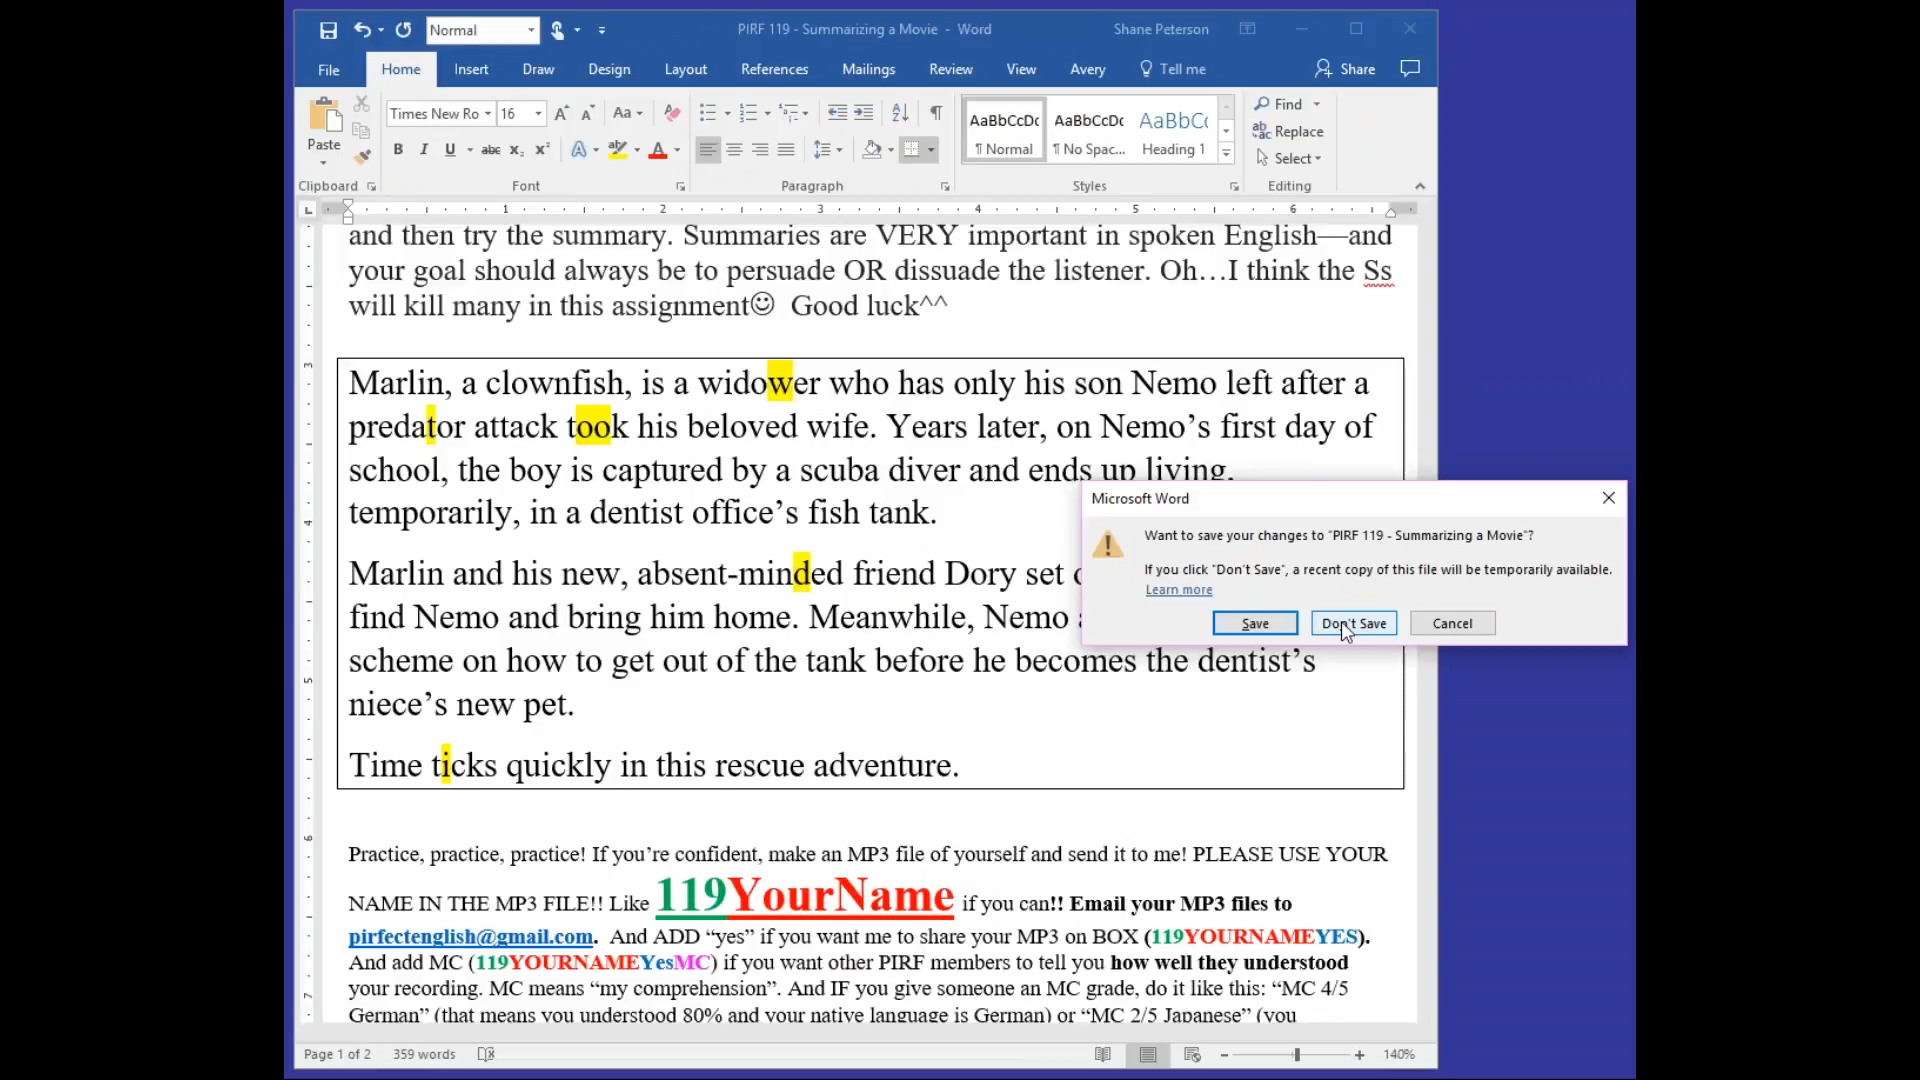 Normal
PIRF 119 - Summarizing a Movie - Word
Shane Peterson
File
Home
Insert
Draw
Design
Layout
References
Mailings
Review
View
Avery
Tell me
Share
Paste
Times New Ro
16
Aa
B I U abc X₂ X²
A
AaBbCcDc
AaBbCcDc
AaBbCc
¶ Normal
¶ No Spac...
Heading 1
Find
Replace
Select
Clipboard
Font
Paragraph
Styles
Editing
L
1 2 3 4 5 6
and then try the summary. Summaries are VERY important in spoken English—and
your goal should always be to persuade OR dissuade the listener. Oh…I think the Ss
will kill many in this assignment☺ Good luck^^
3
Marlin, a clownfish, is a widower who has only his son Nemo left after a
predator attack took his beloved wife. Years later, on Nemo’s first day of
school, the boy is captured by a scuba diver and ends up living,
temporarily, in a dentist office’s fish tank.
4
Marlin and his new, absent-minded friend Dory set
find Nemo and bring him home. Meanwhile, Nemo
scheme on how to get out of the tank before he becomes the dentist’s
5
niece’s new pet.
Time ticks quickly in this rescue adventure.
6
Microsoft Word
Want to save your changes to "PIRF 119 - Summarizing a Movie"?
If you click "Don't Save", a recent copy of this file will be temporarily available.
Learn more
Save
Don't Save
Cancel
Practice, practice, practice! If you’re confident, make an MP3 file of yourself and send it to me! PLEASE USE YOUR
NAME IN THE MP3 FILE!! Like 119YourName if you can!! Email your MP3 files to
pirfectenglish@gmail.com. And ADD “yes” if you want me to share your MP3 on BOX (119YOURNAMEYES).
And add MC (119YOURNAMEYesMC) if you want other PIRF members to tell you how well they understood
your recording. MC means “my comprehension”. And IF you give someone an MC grade, do it like this: “MC 4/5
7
German” (that means you understood 80% and your native language is German) or “MC 2/5 Japanese” (you
Page 1 of 2
359 words
140%